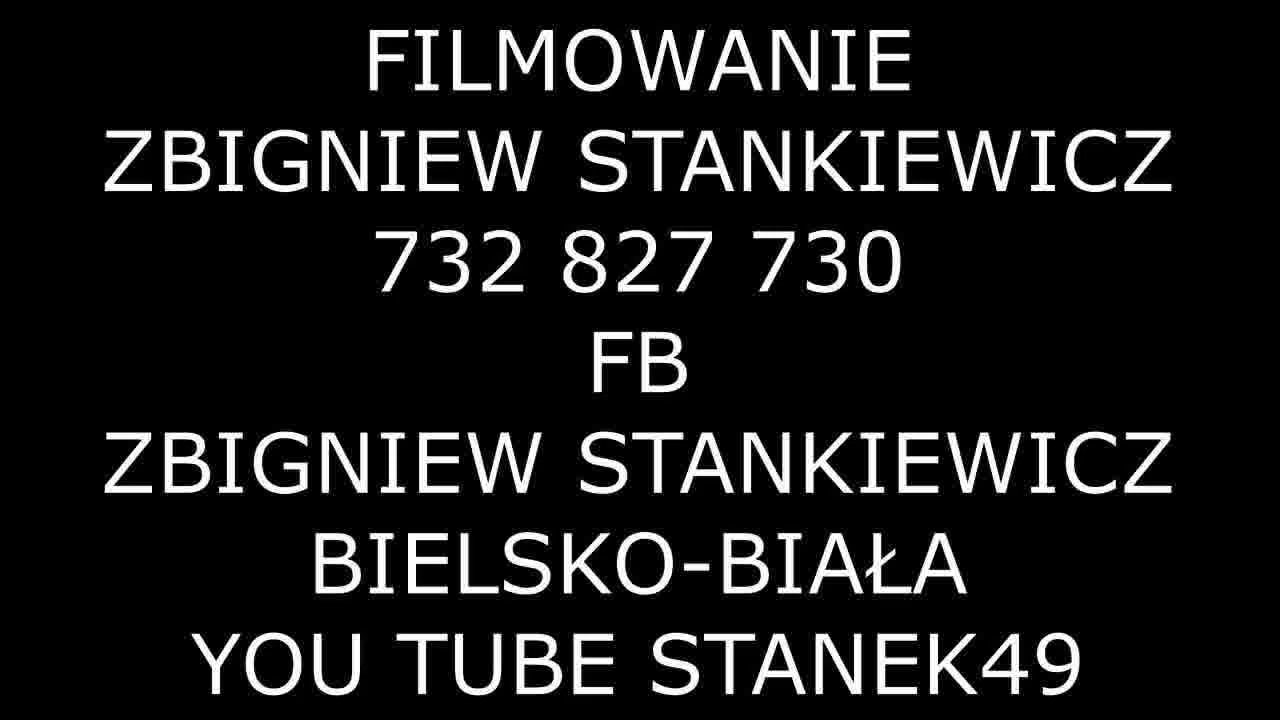 FILMOWANIE
ZBIGNIEW STANKIEWICZ
732 827 730
FB
ZBIGNIEW STANKIEWICZ
BIELSKO-BIAŁA
YOU TUBE STANEK49